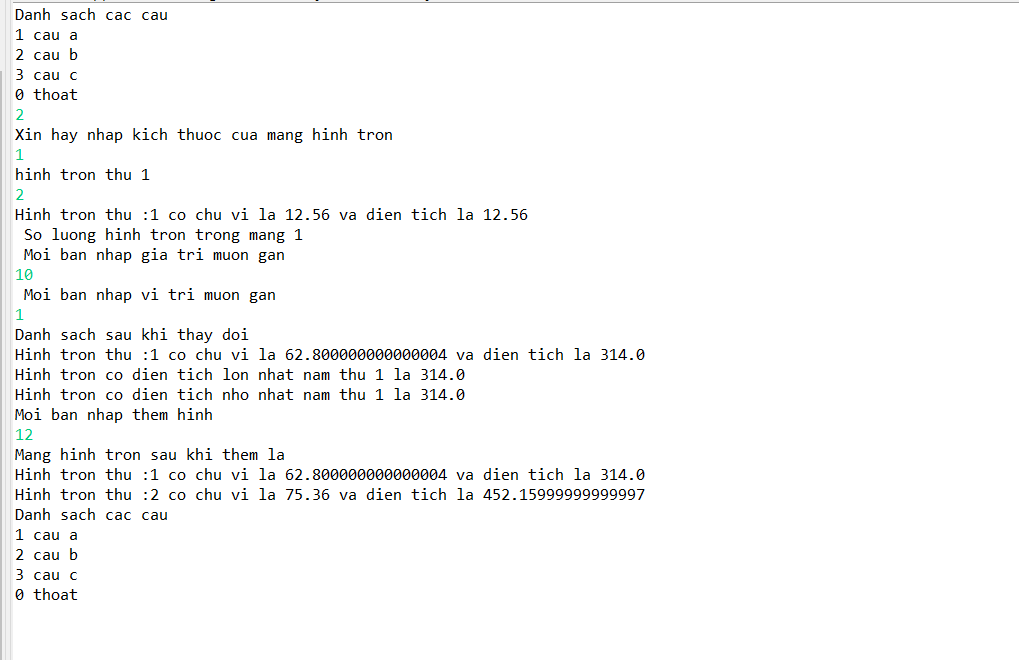 Danh sach cac cau
1 cau a
2 cau b
3 cau c
0 thoat
2
Xin hay nhap kich thuoc cua mang hinh tron
1
hinh tron thu 1
2
Hinh tron thu :1 co chu vi la 12.56 va dien tich la 12.56
So luong hinh tron trong mang 1
Moi ban nhap gia tri muon gan
10
Moi ban nhap vi tri muon gan
1
Danh sach sau khi thay doi
Hinh tron thu :1 co chu vi la 62.800000000000004 va dien tich la 314.0
Hinh tron co dien tich lon nhat nam thu 1 la 314.0
Hinh tron co dien tich nho nhat nam thu 1 la 314.0
Moi ban nhap them hinh
12
Mang hinh tron sau khi them la
Hinh tron thu :1 co chu vi la 62.800000000000004 va dien tich la 314.0
Hinh tron thu :2 co chu vi la 75.36 va dien tich la 452.15999999999997
Danh sach cac cau
1 cau a
2 cau b
3 cau c
0 thoat